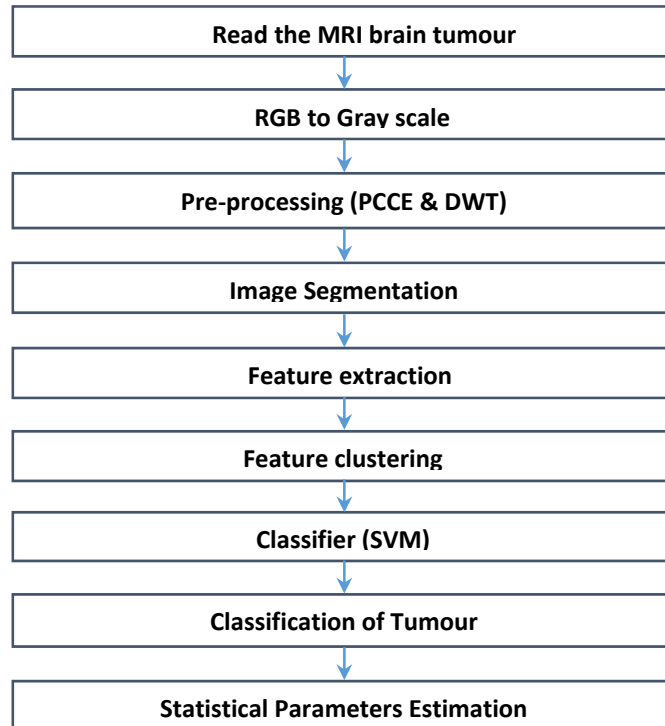 Read the MRI brain tumour
RGB to Gray scale
Pre-processing (PCCE & DWT)
Image Segmentation
Feature extraction
Feature clustering
Classifier (SVM)
Classification of Tumour
Statistical Parameters Estimation